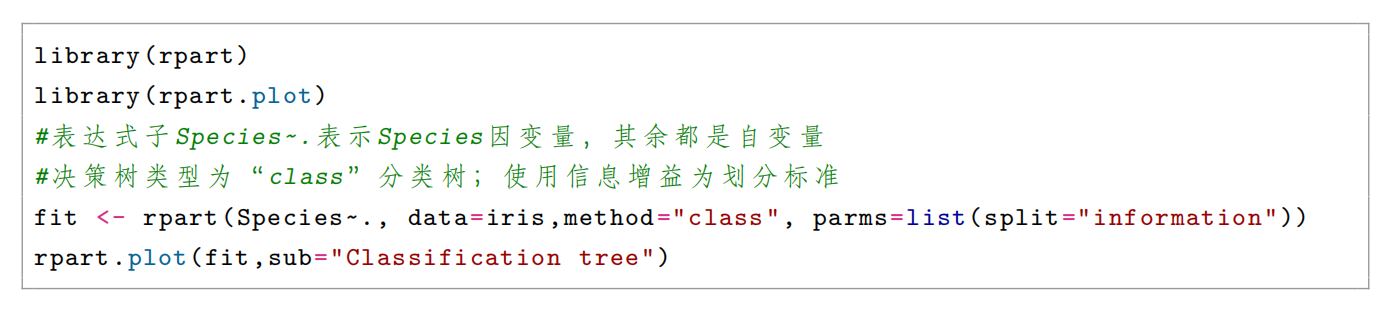 library(rpart)
library(rpart.plot)
#表达式子Species~.表示Species因变量，其余都是自变量
#决策树类型为“class”分类树；使用信息增益为划分标准
fit <- rpart(Species~., data=iris,method="class", parms=list(split="information"))
rpart.plot(fit,sub="Classification tree")